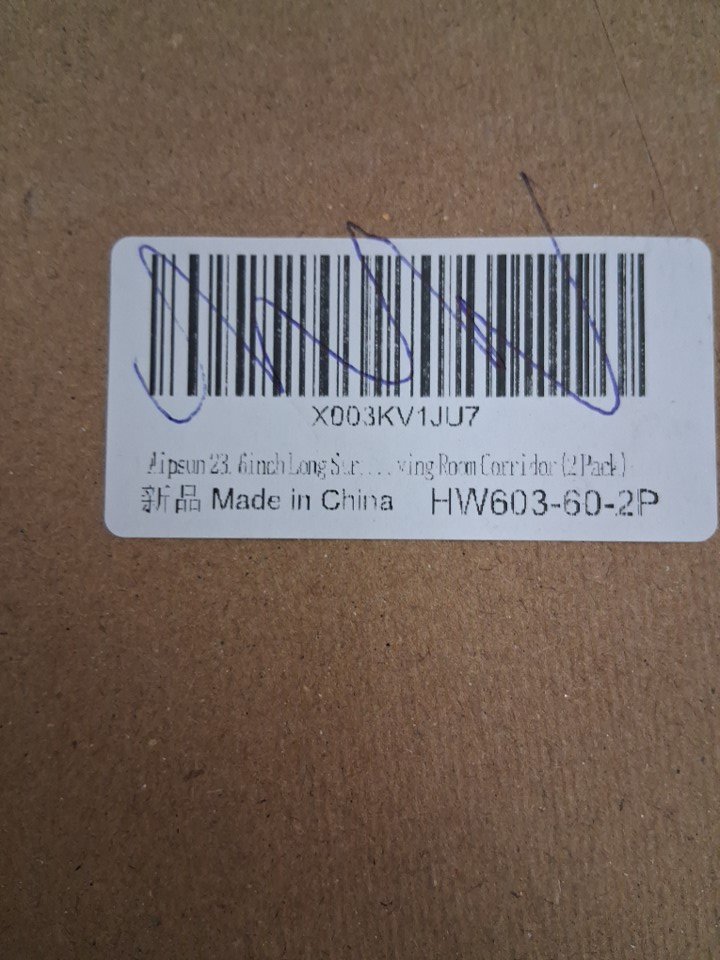 X003KV1JU7
Aipsun 23. 6inch Long Sur......ving Room Corridor (2 Pack)
新品 Made in China HW603-60-2P